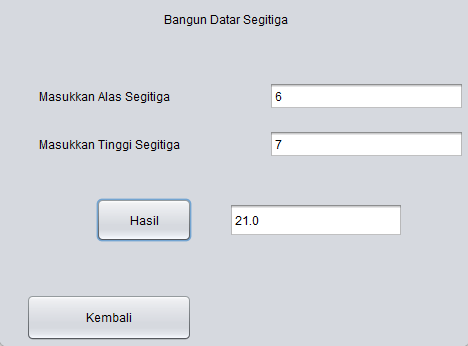 Bangun Datar Segitiga
Masukkan Alas Segitiga 6
Masukkan Tinggi Segitiga 7
Hasil 21.0
Kembali